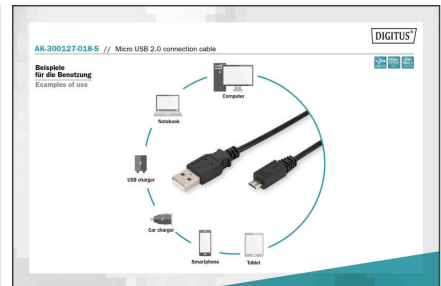 DIGITUS®
AK-300127-018-S // Micro USB 2.0 connection cable
Beispiele
für die Benutzung
Examples of use
Computer
Notebook
USB charger
Car charger
Smartphone
Tablet